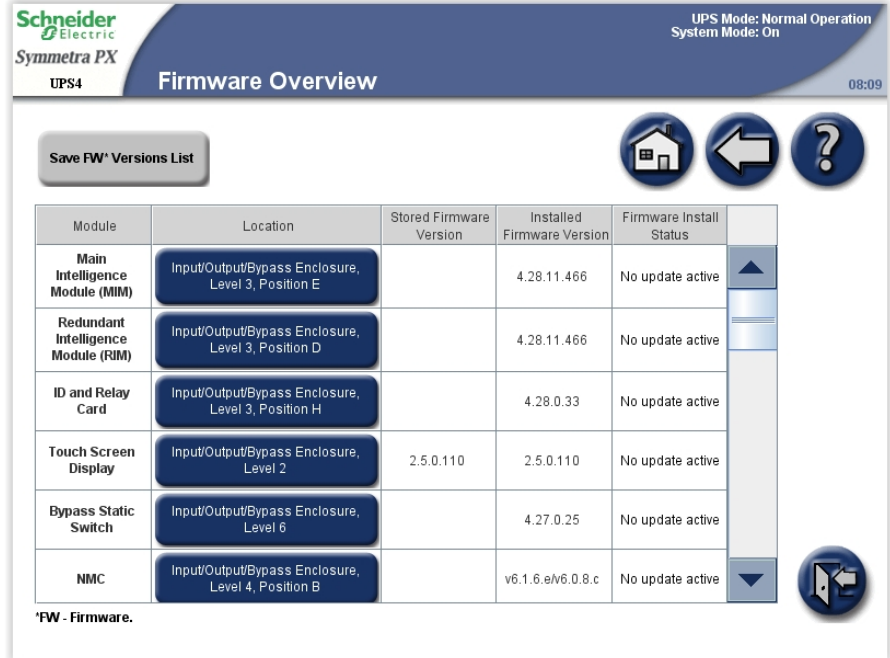 Schneider
Electric
Symmetra PX
UPS4
Firmware Overview
UPS Mode: Normal Operation
System Mode: On
08:09
Save FW* Versions List
?
Module
Location
Stored Firmware
Version
Installed
Firmware Version
Firmware Install
Status
Main
Intelligence
Module (MIM)
Input/Output/Bypass Enclosure,
Level 3, Position E
4.28.11.466
No update active
Redundant
Intelligence
Module (RIM)
Input/Output/Bypass Enclosure,
Level 3, Position D
4.28.11.466
No update active
ID and Relay
Card
Input/Output/Bypass Enclosure,
Level 3, Position H
4.28.0.33
No update active
Touch Screen
Display
Input/Output/Bypass Enclosure,
Level 2
2.5.0.110
2.5.0.110
No update active
Bypass Static
Switch
Input/Output/Bypass Enclosure,
Level 6
4.27.0.25
No update active
NMC
Input/Output/Bypass Enclosure,
Level 4, Position B
v6.1.6.e/v6.0.8.c
No update active
*FW - Firmware.